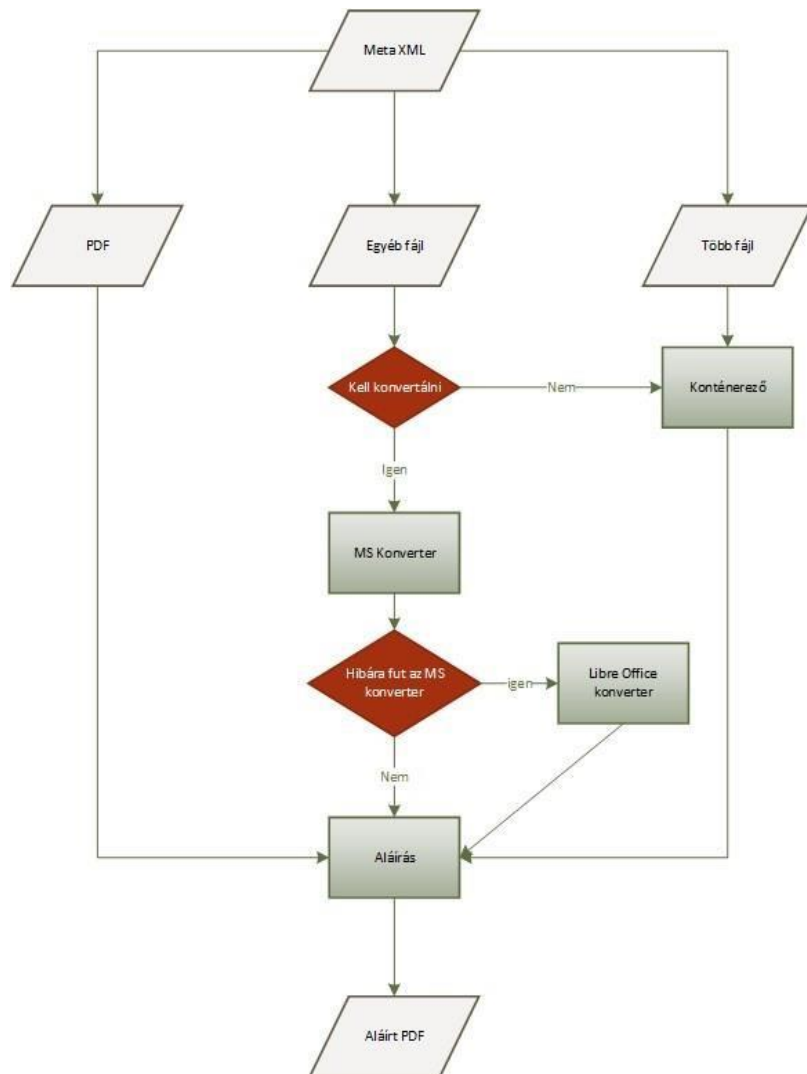 Meta XML
PDF
Egyéb fájl
Több fájl
Kell konvertálni
Nem
Konténerező
Igen
MS Konverter
Hibára fut az MS
konverter
igen
Libre Office
konverter
Nem
Aláírás
Aláírt PDF